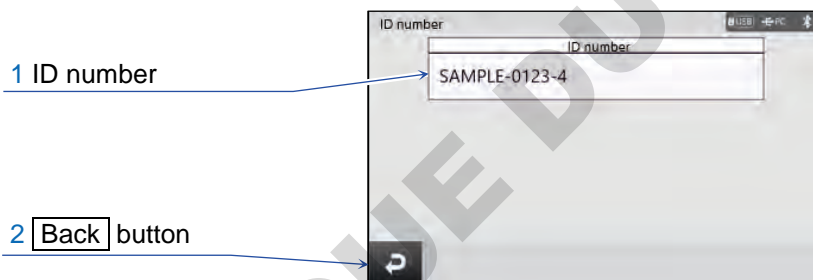 ID number
USB PC
ID number
1 ID number
SAMPLE-0123-4
2 Back button